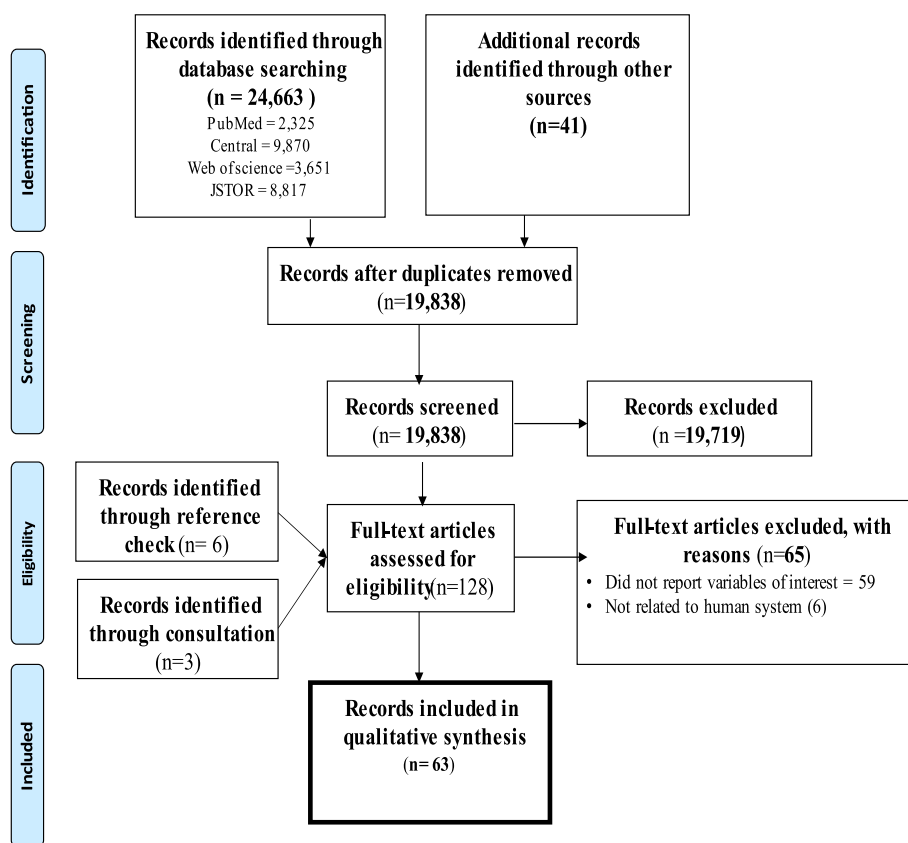 Identification
Records identified through
database searching
(n = 24,663 )
PubMed = 2,325
Central = 9,870
Web of science =3,651
JSTOR = 8,817
Additional records
identified through other
sources
(n=41)
Screening
Records after duplicates removed
(n=19,838)
Records screened
(n= 19,838)
Records excluded
(n =19,719)
Eligibility
Records identified
through reference
check (n= 6)
Records identified
through consultation
(n=3)
Full-text articles
assessed for
eligibility(n=128)
Full-text articles excluded, with
reasons (n=65)
• Did not report variables of interest = 59
• Not related to human system (6)
Included
Records included in
qualitative synthesis
(n= 63)